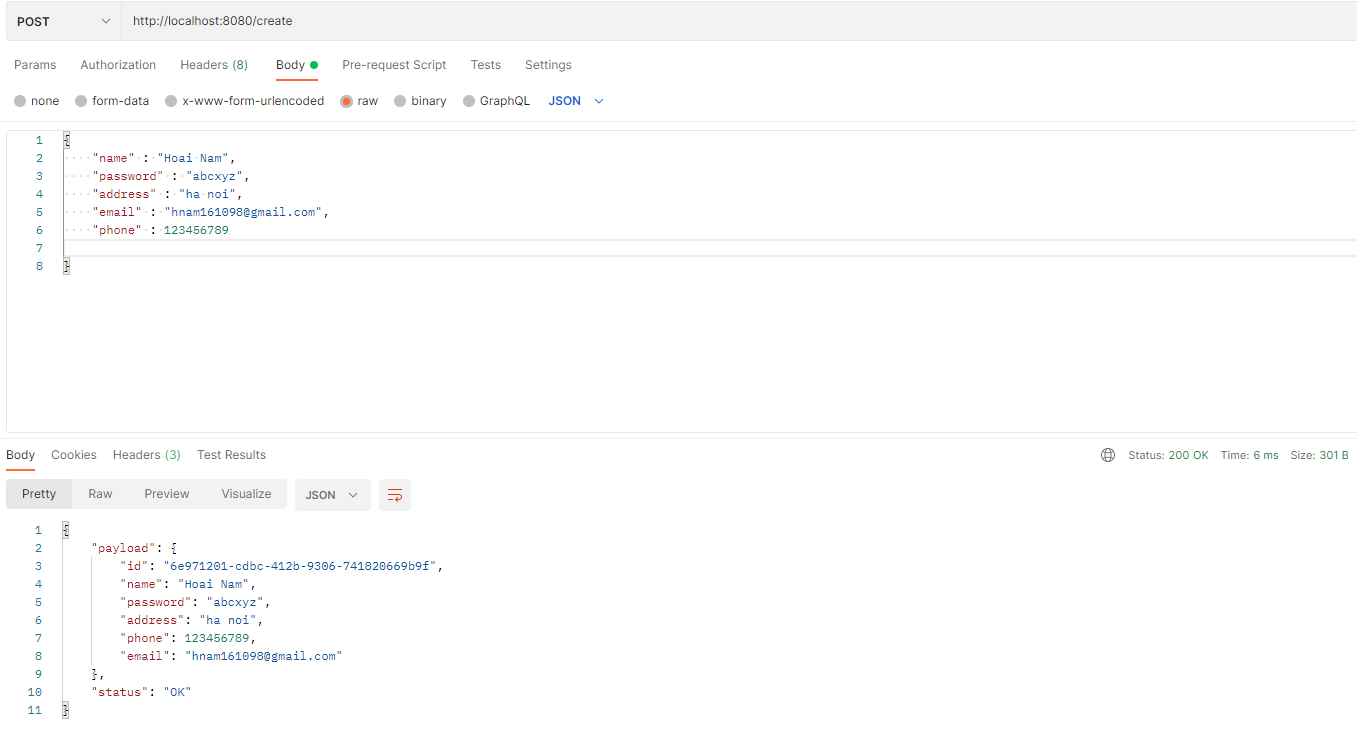 POST http://localhost:8080/create
Params Authorization Headers (8) Body Pre-request Script Tests Settings
none form-data x-www-form-urlencoded raw binary GraphQL JSON
1 {
2 "name" : "Hoai Nam",
3 "password" : "abcxyz",
4 "address" : "ha noi",
5 "email" : "hnam161098@gmail.com",
6 "phone" : 123456789
7
8 }
Body Cookies Headers (3) Test Results Status: 200 OK Time: 6 ms Size: 301 B
Pretty Raw Preview Visualize JSON
1 {
2 "payload": {
3 "id": "6e971201-cdbc-412b-9306-741820669b9f",
4 "name": "Hoai Nam",
5 "password": "abcxyz",
6 "address": "ha noi",
7 "phone": 123456789,
8 "email": "hnam161098@gmail.com"
9 },
10 "status": "OK"
11 }